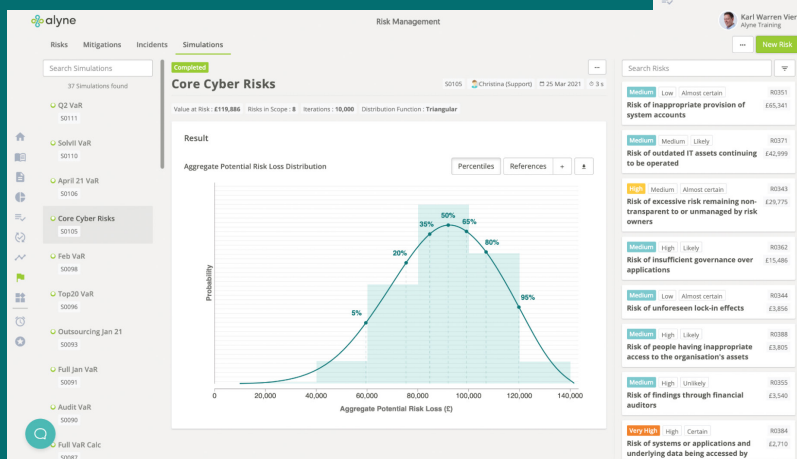 alyne
Risk Management
Karl Warren Vier
Alyne Training
Risks Mitigations Incidents Simulations
... New Risk
Search Simulations
37 Simulations found
Q2 VaR
S0111
Solvil VaR
S0110
April 21 VaR
S0106
Core Cyber Risks
S0105
Feb VaR
S0098
Top20 VaR
S0096
Outsourcing Jan 21
S0093
Full Jan VaR
S0091
Audit VaR
S0090
Full VaR Calc
S0087
Completed
...
Core Cyber Risks
S0105 Christina (Support) 25 Mar 2021 3 s
Value at Risk : £119,886 Risks in Scope : 8 Iterations : 10,000 Distribution Function : Triangular
Result
Aggregate Potential Risk Loss Distribution
Percentiles References
Probability
5%
20%
35%
50%
65%
80%
95%
0 20,000 40,000 60,000 80,000 100,000 120,000 140,000
Aggregate Potential Risk Loss (£)
Search Risks
Medium Low Almost certain R0351
Risk of inappropriate provision of £65,341
system accounts
Medium Medium Likely R0371
Risk of outdated IT assets continuing £42,999
to be operated
High Medium Almost certain R0343
Risk of excessive risk remaining non- £29,775
transparent to or unmanaged by risk
owners
Medium High Likely R0362
Risk of insufficient governance over £15,486
applications
Medium Low Almost certain R0344
Risk of unforeseen lock-in effects £3,856
Medium High Likely R0388
Risk of people having inappropriate £3,805
access to the organisation's assets
Medium High Unlikely R0355
Risk of findings through financial £3,540
auditors
Very High High Certain R0384
Risk of systems or applications and £2,710
underlying data being accessed by